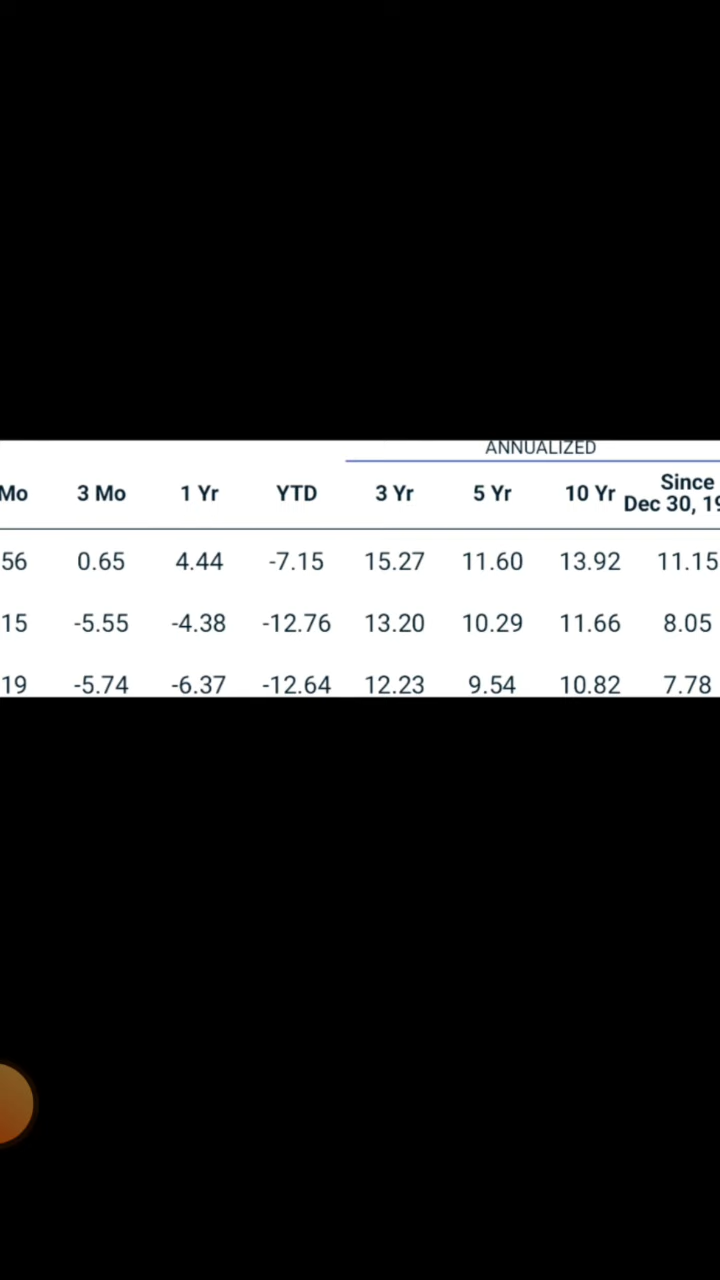 ANNUALIZED
Mo 3 Mo 1 Yr YTD 3 Yr 5 Yr 10 Yr Since
Dec 30, 19
56 0.65 4.44 -7.15 15.27 11.60 13.92 11.15
15 -5.55 -4.38 -12.76 13.20 10.29 11.66 8.05
19 -5.74 -6.37 -12.64 12.23 9.54 10.82 7.78